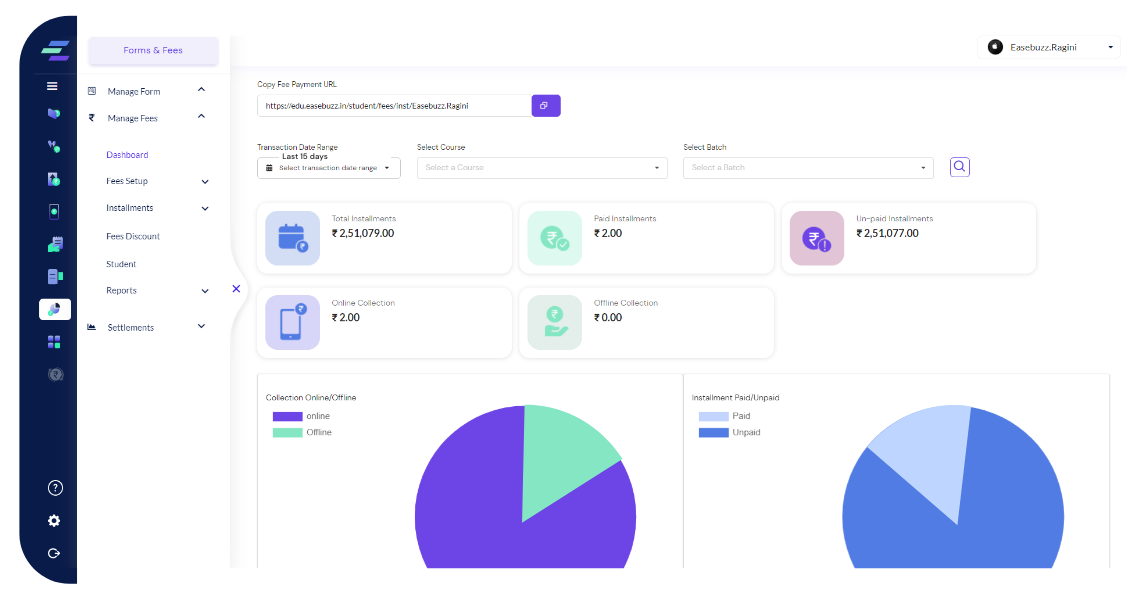 Forms & Fees
Easebuzz.Ragini
Manage Form
Manage Fees
Dashboard
Fees Setup
Installments
Fees Discount
Student
Reports
Settlements
Copy Fee Payment URL
https://edu.easebuzz.in/student/fees/inst/Easebuzz.Ragini
Transaction Date Range
Last 15 days
Select transaction date range
Select Course
Select a Course
Select Batch
Select a Batch
Total Installments
₹ 2,51,079.00
Paid Installments
₹ 2.00
Un-paid Installments
₹ 2,51,077.00
Online Collection
₹ 2.00
Offline Collection
₹ 0.00
Collection Online/Offline
online
Offline
Installment Paid/Unpaid
Paid
Unpaid